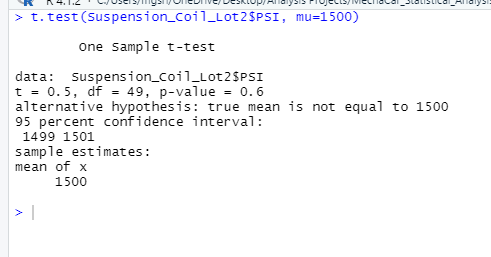 R 4.1.2 · C:/Users/mgsrl/OneDrive/Desktop/Analysis Projects/MechaCar_Statistical_Analysis
> t.test(Suspension_Coil_Lot2$PSI, mu=1500)
One Sample t-test
data:  Suspension_Coil_Lot2$PSI
t = 0.5, df = 49, p-value = 0.6
alternative hypothesis: true mean is not equal to 1500
95 percent confidence interval:
1499 1501
sample estimates:
mean of x
1500
>